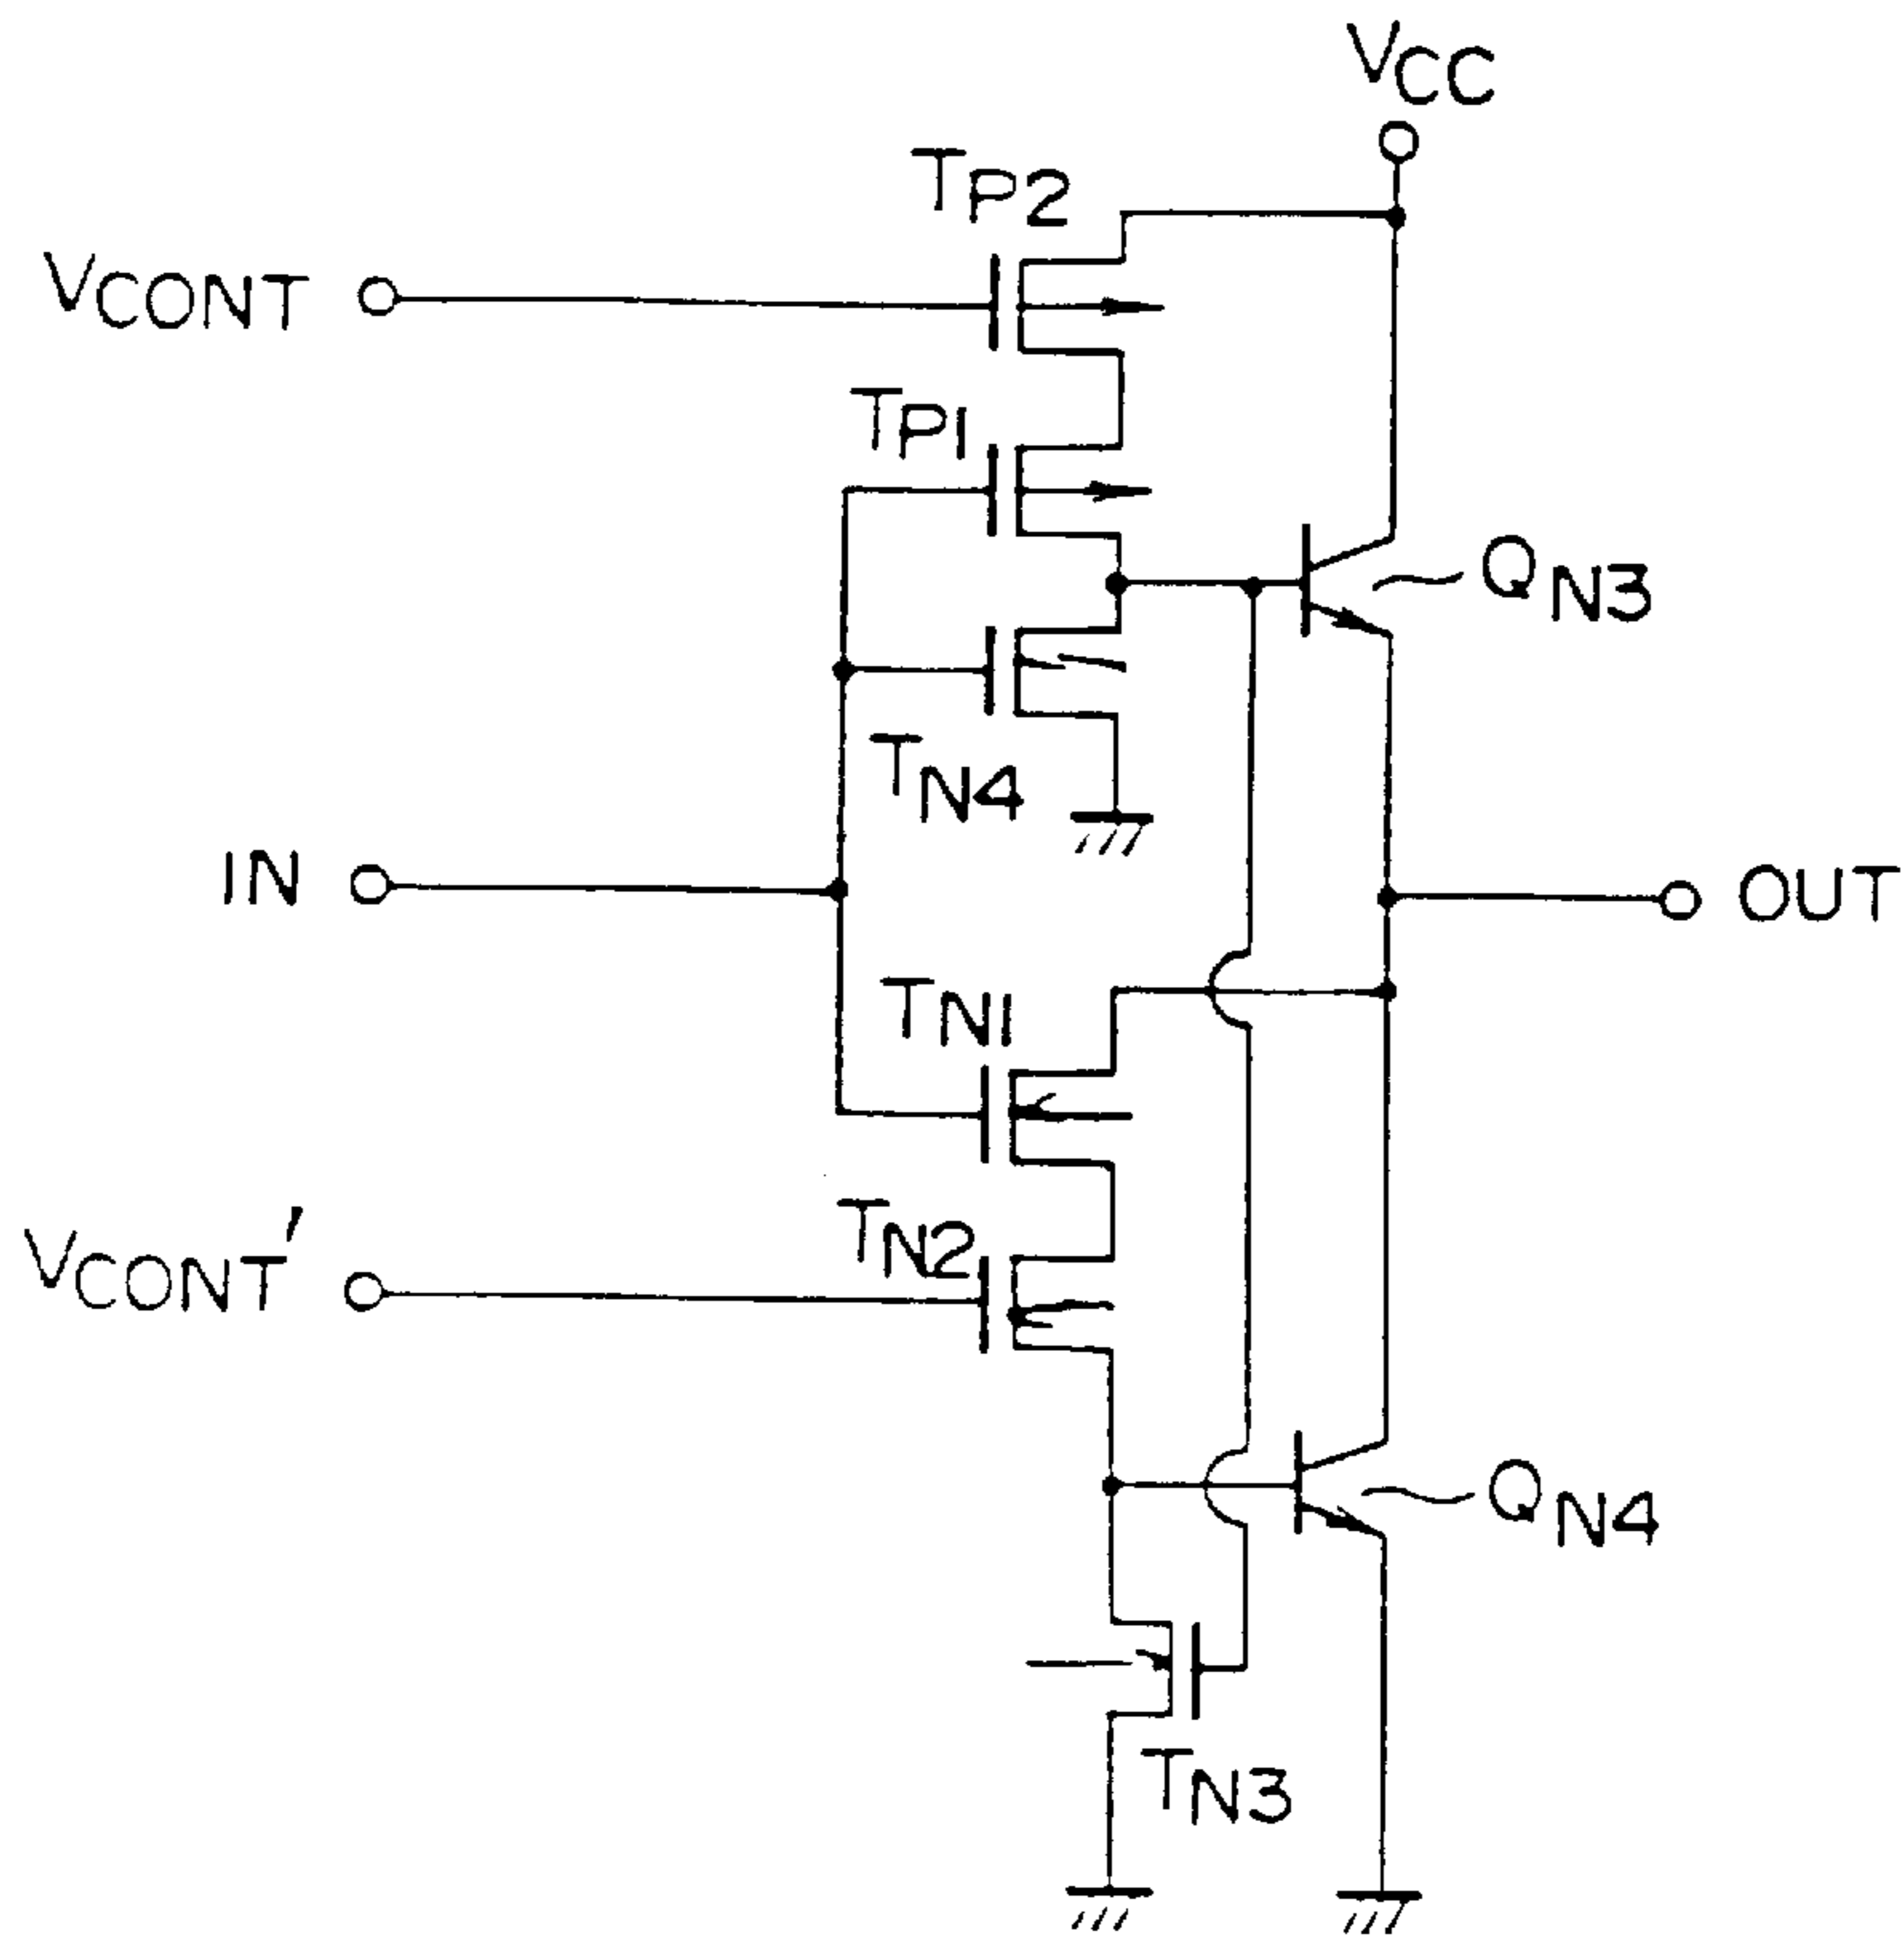 VCC
TP2
VCONT
TP1
QN3
TN4
IN
OUT
TN1
TN2
VCONT'
QN4
TN3